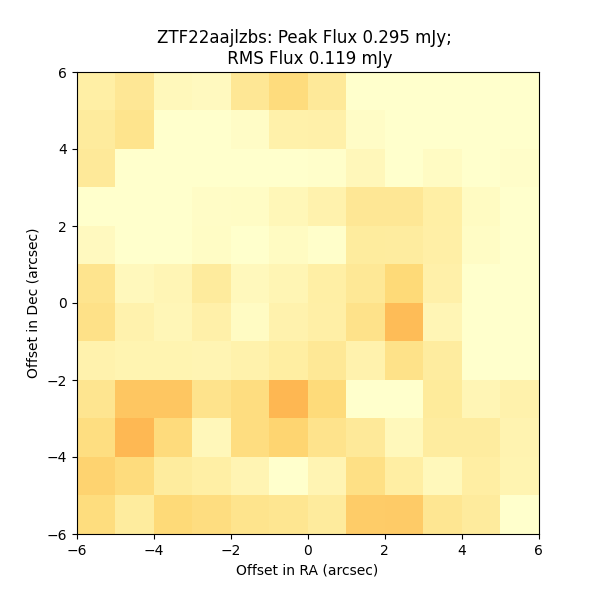 ZTF22aajlzbs: Peak Flux 0.295 mJy;
RMS Flux 0.119 mJy
6
4
2
0
−2
−4
−6
Offset in Dec (arcsec)
−6 −4 −2 0 2 4 6
Offset in RA (arcsec)